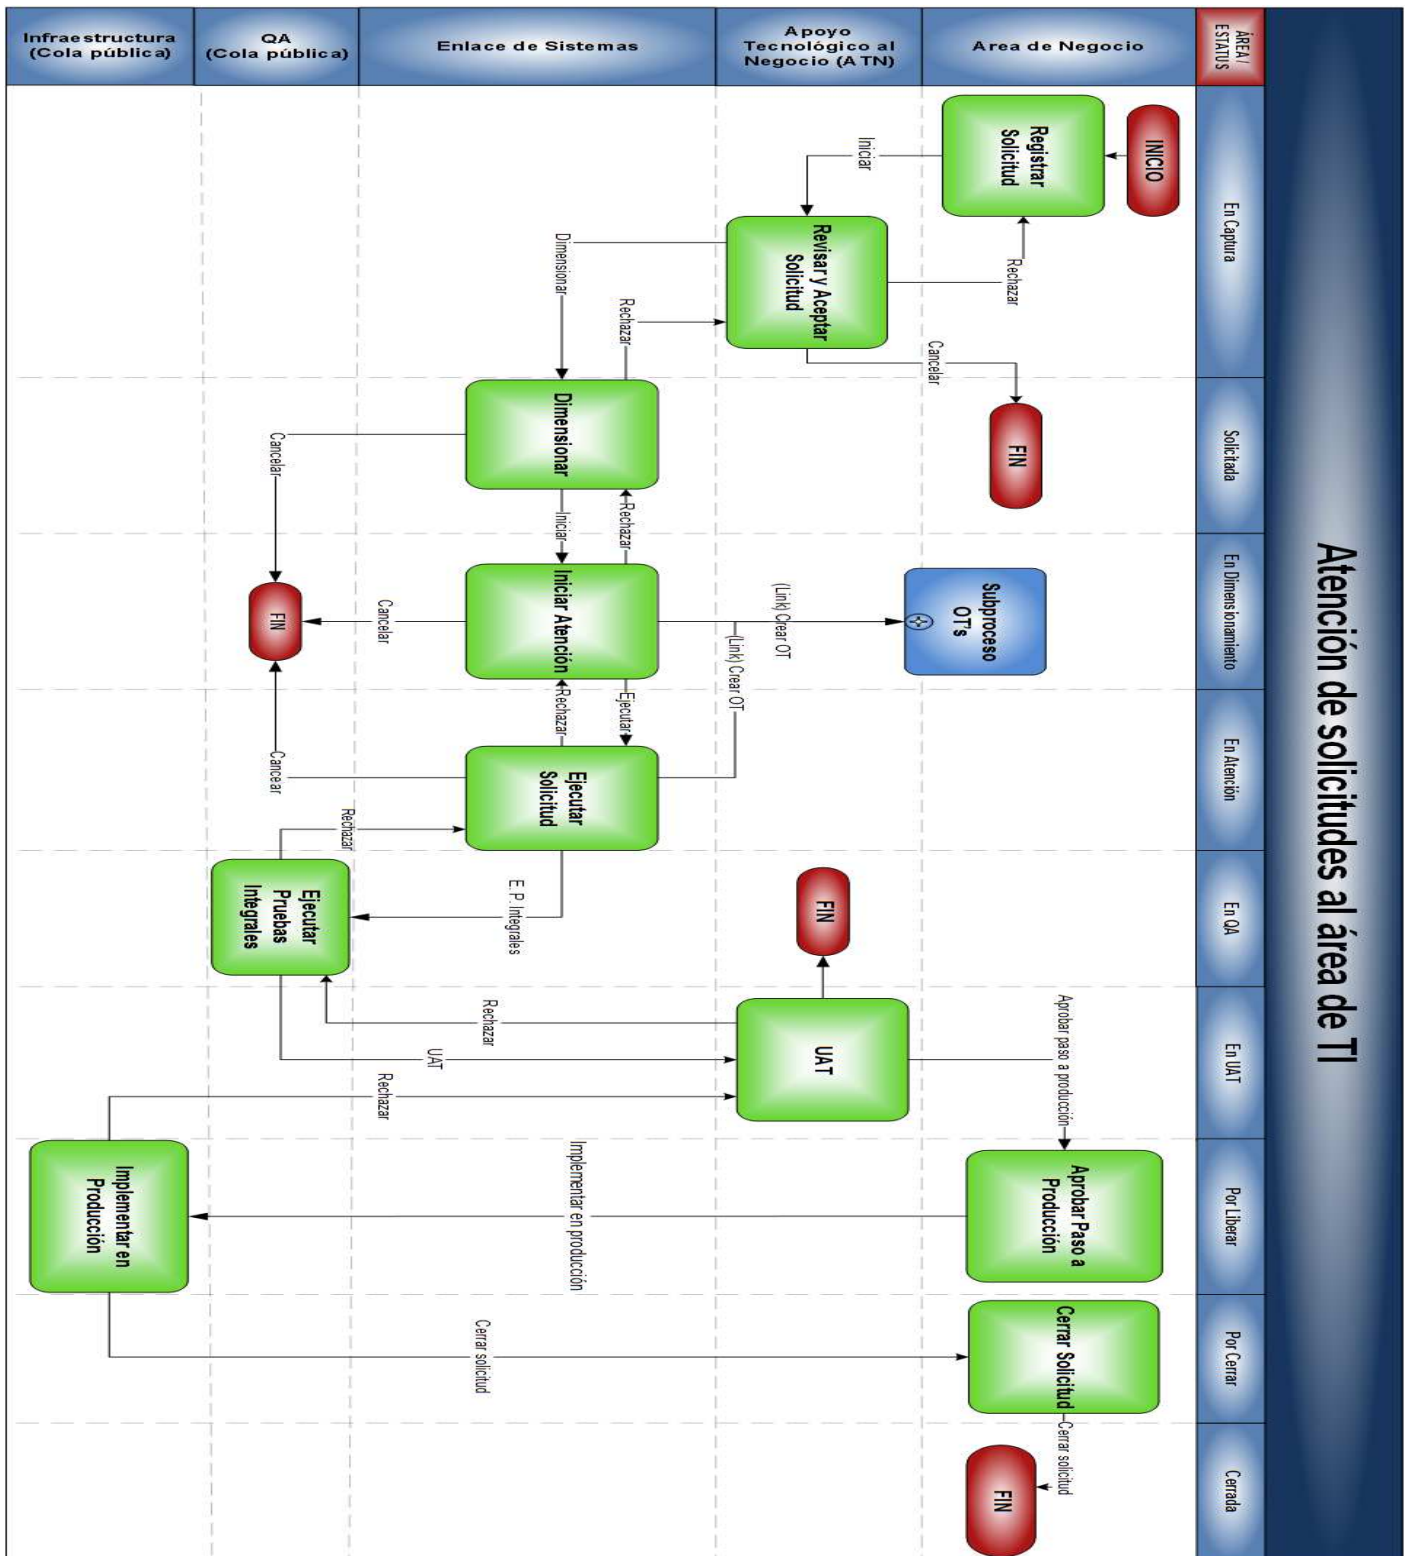 Atención de solicitudes al área de TI
ÁREA /
ESTATUS
En Captura
Solicitada
En Dimensionamiento
En Atención
En QA
En UAT
Por Liberar
Por Cerrar
Cerrada
Area de Negocio
INICIO
Registrar
Solicitud
Rechazar
Cancelar
FIN
Subproceso
OT's
Aprobar paso a producción
Aprobar Paso a
Producción
Cerrar Solicitud
Cerrar solicitud
FIN
Apoyo
Tecnológico al
Negocio (ATN)
Iniciar
Revisar y Aceptar
Solicitud
(Link) Crear OT
(Link) Crear OT
FIN
UAT
Enlace de Sistemas
Dimensionar
Rechazar
Dimensionar
Rechazar
Iniciar
Iniciar Atención
Ejecutar
Rechazar
Ejecutar
Solicitud
E. P. Integrales
Rechazar
UAT
Rechazar
Implementar en producción
Cerrar solicitud
QA
(Cola pública)
Cancelar
Cancelar
FIN
Cancear
Rechazar
Ejecutar
Pruebas
Integrales
Infraestructura
(Cola pública)
Implementar en
Producción